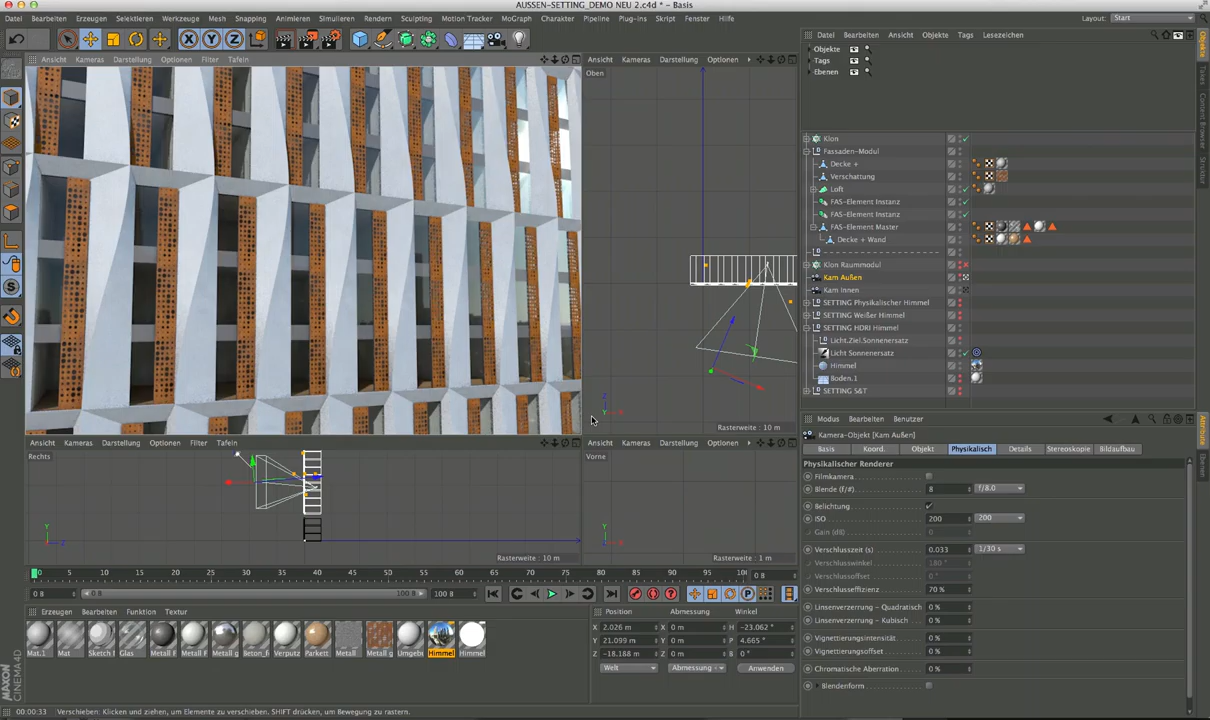 AUSSEN-SETTING_DEMO NEU 2.c4d * - Basis
Datei Bearbeiten Erzeugen Selektieren Werkzeuge Mesh Snapping Animieren Simulieren Rendern Sculpting Motion Tracker MoGraph Charakter Pipeline Plug-ins Skript Fenster Hilfe Layout: Start
X Y Z
Datei Bearbeiten Ansicht Objekte Tags Lesezeichen
Objekte
Tags
Ebenen
Ansicht Kameras Darstellung Optionen Filter Tafeln
Ansicht Kameras Darstellung Optionen
Oben
Rasterweite : 10 m
Klon
Fassaden-Modul
Decke +
Verschattung
Loft
FAS-Element Instanz
FAS-Element Instanz
FAS-Element Master
Decke + Wand
Klon Raummodul
Kam Außen
Kam Innen
SETTING Physikalischer Himmel
SETTING Weißer Himmel
SETTING HDRI Himmel
Licht.Ziel.Sonnenersatz
Licht Sonnenersatz
Himmel
Boden.1
SETTING S&T
Objekte
Takes
Content Browser
Struktur
Ansicht Kameras Darstellung Optionen Filter Tafeln
Rechts
Rasterweite : 10 m
Ansicht Kameras Darstellung Optionen
Vorne
Rasterweite : 1 m
Modus Bearbeiten Benutzer
Kamera-Objekt [Kam Außen]
Basis Koord. Objekt Physikalisch Details Stereoskopie Bildaufbau
Physikalischer Renderer
Filmkamera
Blende (f/#) 8 f/8.0
Belichtung
ISO 200 200
Gain (dB) 0
Verschlusszeit (s) 0.033 1/30 s
Verschlusswinkel 180 °
Verschlussoffset 0 °
Verschlusseffizienz 70 %
Linsenverzerrung - Quadratisch 0 %
Linsenverzerrung - Kubisch 0 %
Vignettierungsintensität 0 %
Vignettierungsoffset 0 %
Chromatische Aberration 0 %
Blendenform
Attribute
Ebenen
0 5 10 15 20 25 30 35 40 45 50 55 60 65 70 75 80 85 90 95 0 B
0 B 0 B 100 B 100 B
Erzeugen Bearbeiten Funktion Textur
Mat.1 Mat Sketch Glas Metall F Metall F Metall g Beton_f Verputz Parkett Metall Metall g Umgeb Himmel Himmel
Position Abmessung Winkel
X 2.026 m X 0 m H -23.062 °
Y 21.099 m Y 0 m P 4.665 °
Z -18.188 m Z 0 m B 0 °
Welt Abmessung Anwenden
MAXON
CINEMA 4D
00:00:33 Verschieben: Klicken und ziehen, um Elemente zu verschieben. SHIFT drücken, um Bewegung zu rastern.